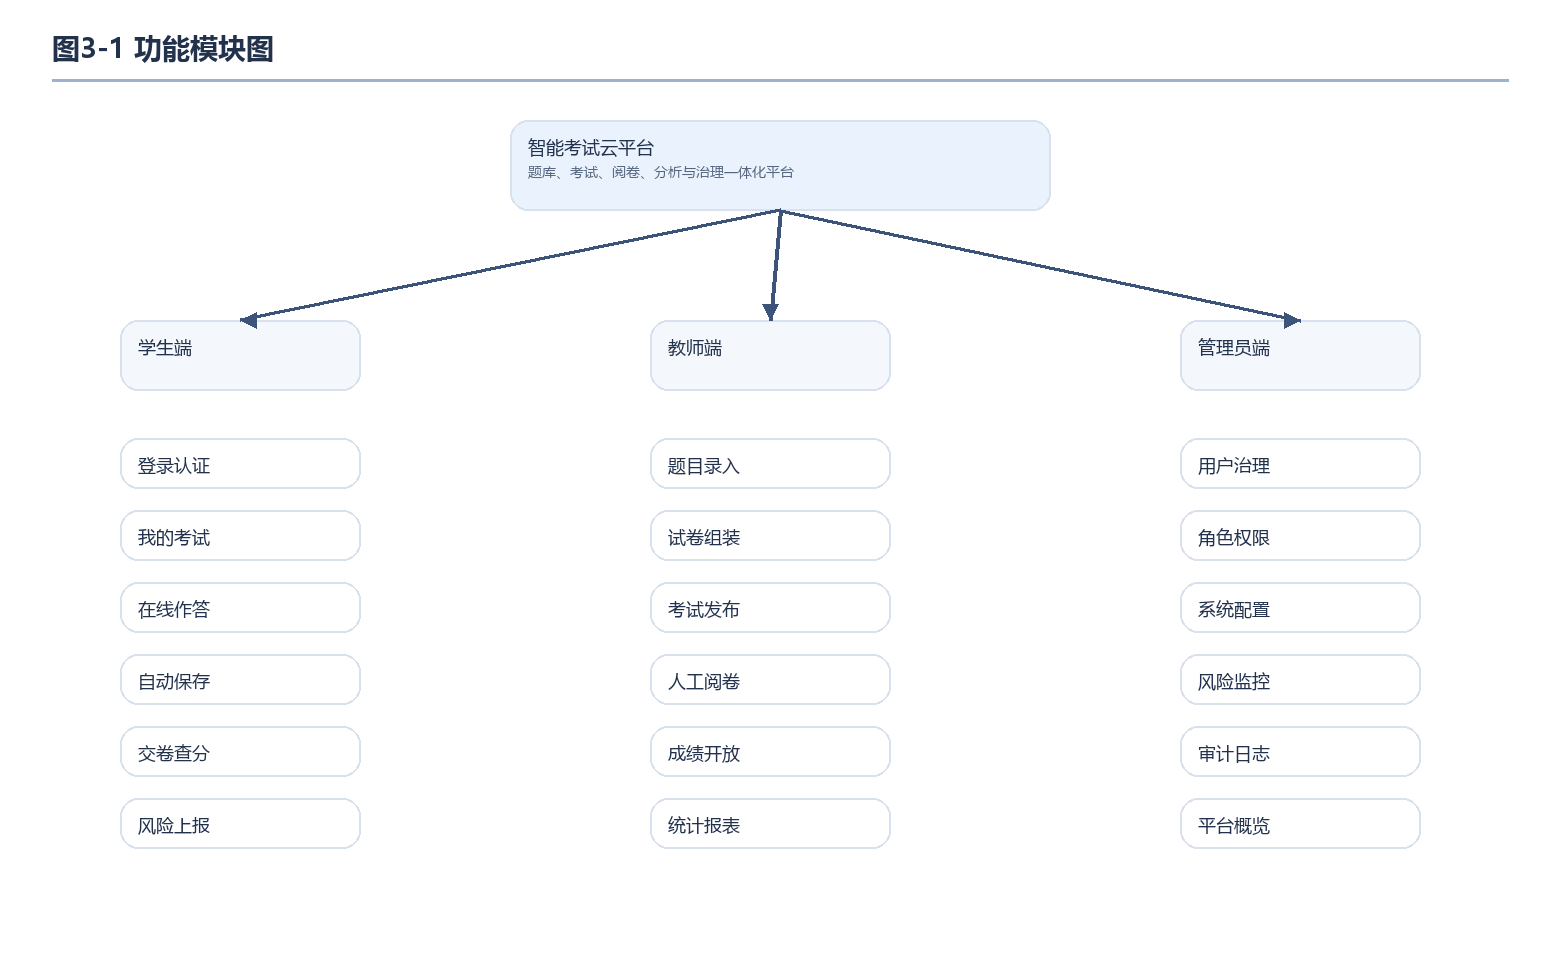 图3-1 功能模块图
智能考试云平台
题库、考试、阅卷、分析与治理一体化平台
学生端
教师端
管理员端
登录认证
题目录入
用户治理
我的考试
试卷组装
角色权限
在线作答
考试发布
系统配置
自动保存
人工阅卷
风险监控
交卷查分
成绩开放
审计日志
风险上报
统计报表
平台概览